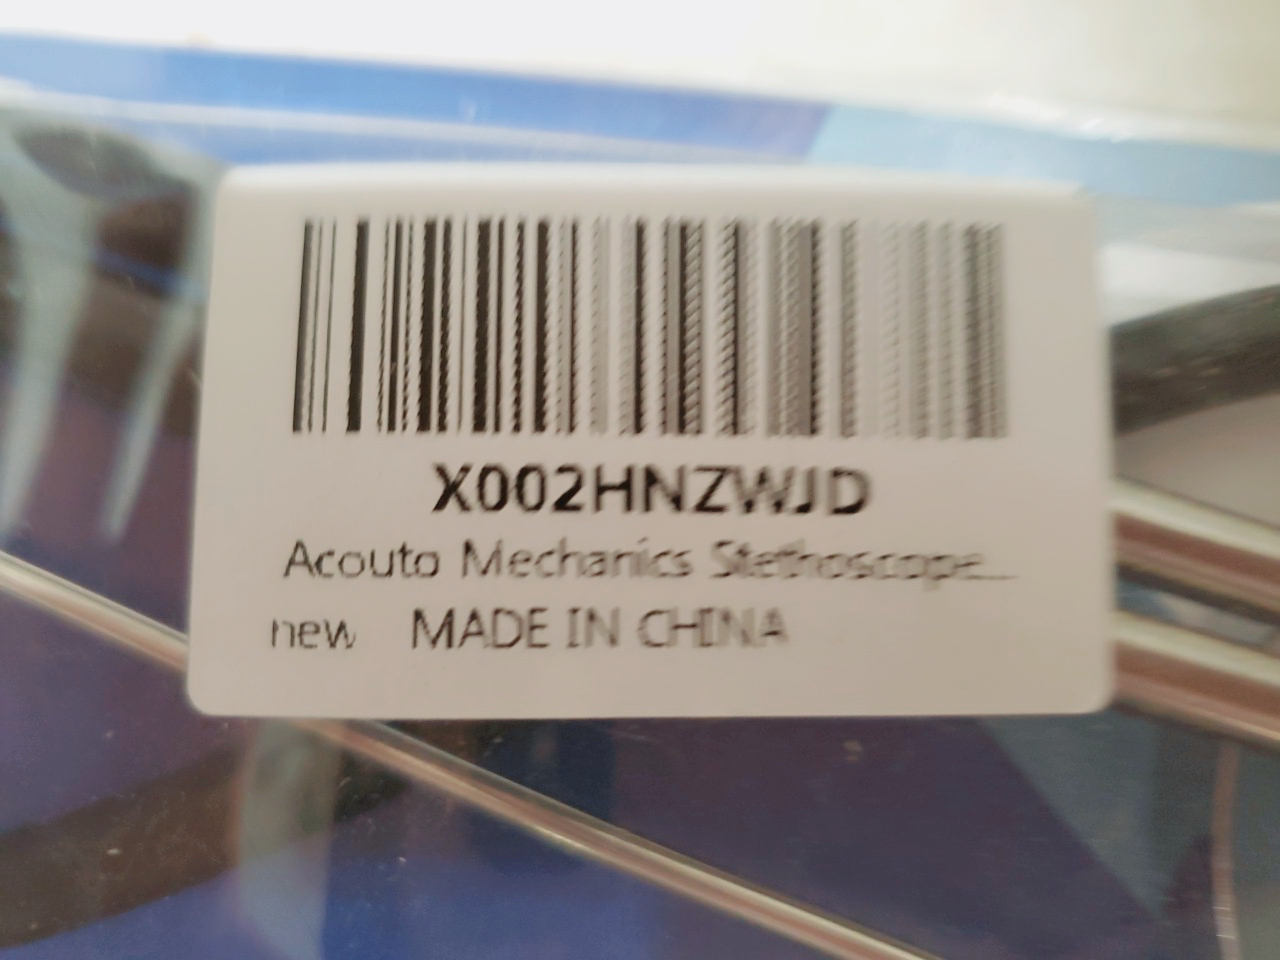 X002HNZWJD
Acouto Mechanics Stethoscope...
new MADE IN CHINA